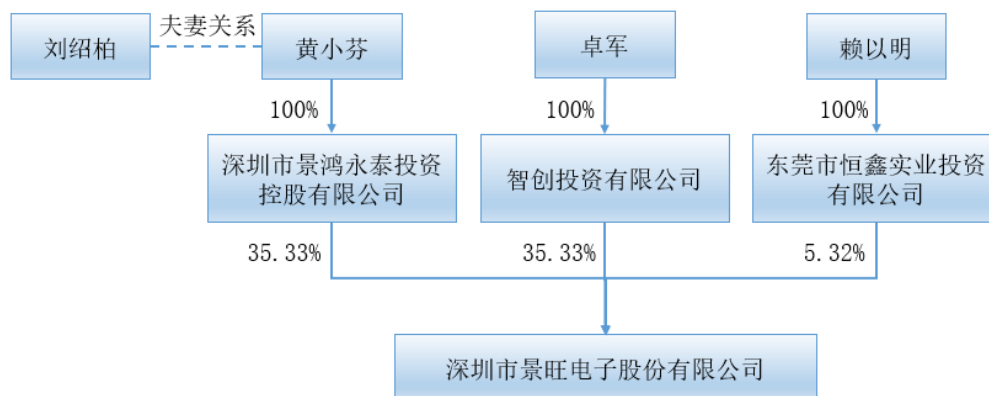 夫妻关系
刘绍柏
黄小芬
卓军
赖以明
100%
100%
100%
深圳市景鸿永泰投资
控股有限公司
智创投资有限公司
东莞市恒鑫实业投资
有限公司
35.33%
35.33%
5.32%
深圳市景旺电子股份有限公司